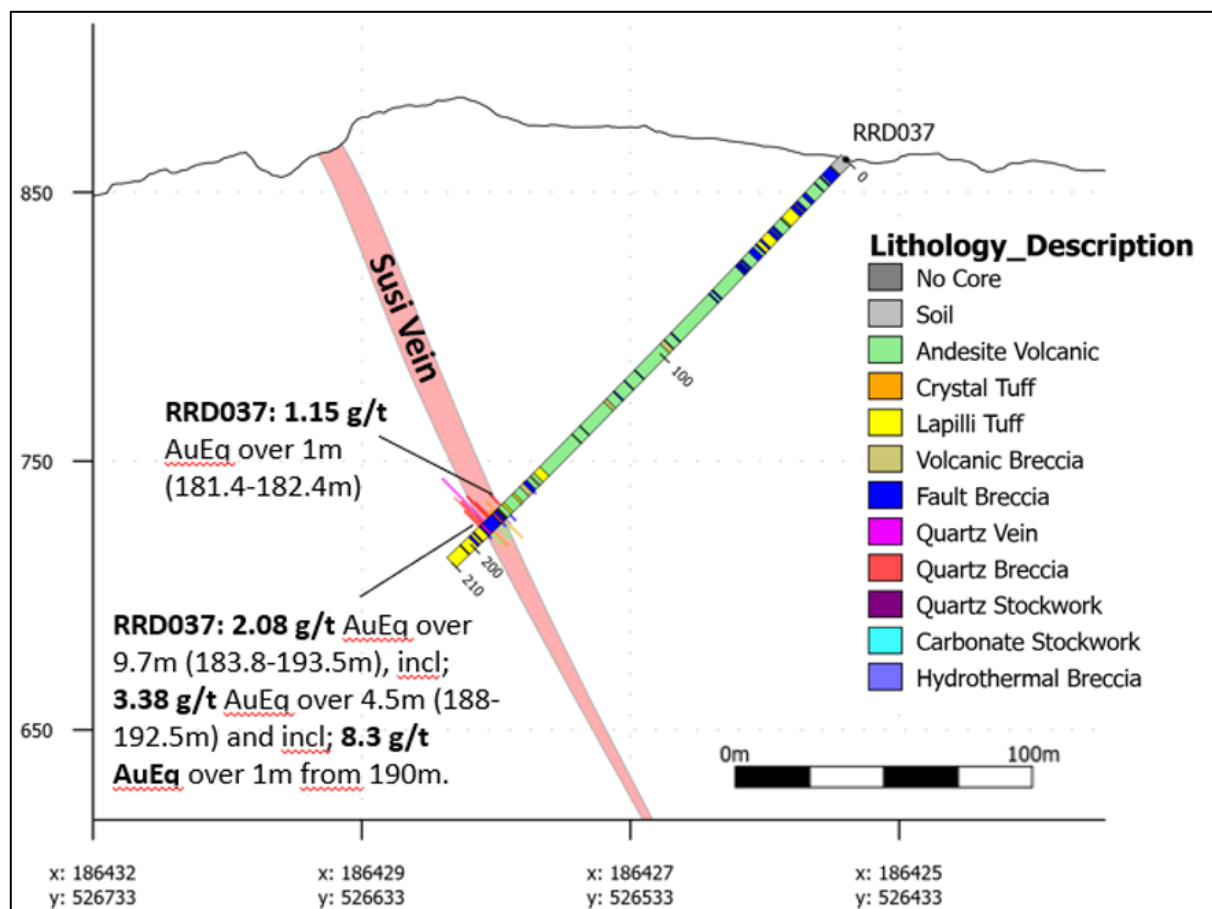 RRD037
0
850
Lithology_Description
No Core
Soil
Andesite Volcanic
Crystal Tuff
Lapilli Tuff
Volcanic Breccia
Fault Breccia
Quartz Vein
Quartz Breccia
Quartz Stockwork
Carbonate Stockwork
Hydrothermal Breccia
Susi Vein
100
RRD037: 1.15 g/t
AuEq over 1m
(181.4-182.4m)
750
200
210
RRD037: 2.08 g/t AuEq over
9.7m (183.8-193.5m), incl;
3.38 g/t AuEq over 4.5m (188-
192.5m) and incl; 8.3 g/t
AuEq over 1m from 190m.
650
0m 100m
x: 186432
y: 526733
x: 186429
y: 526633
x: 186427
y: 526533
x: 186425
y: 526433